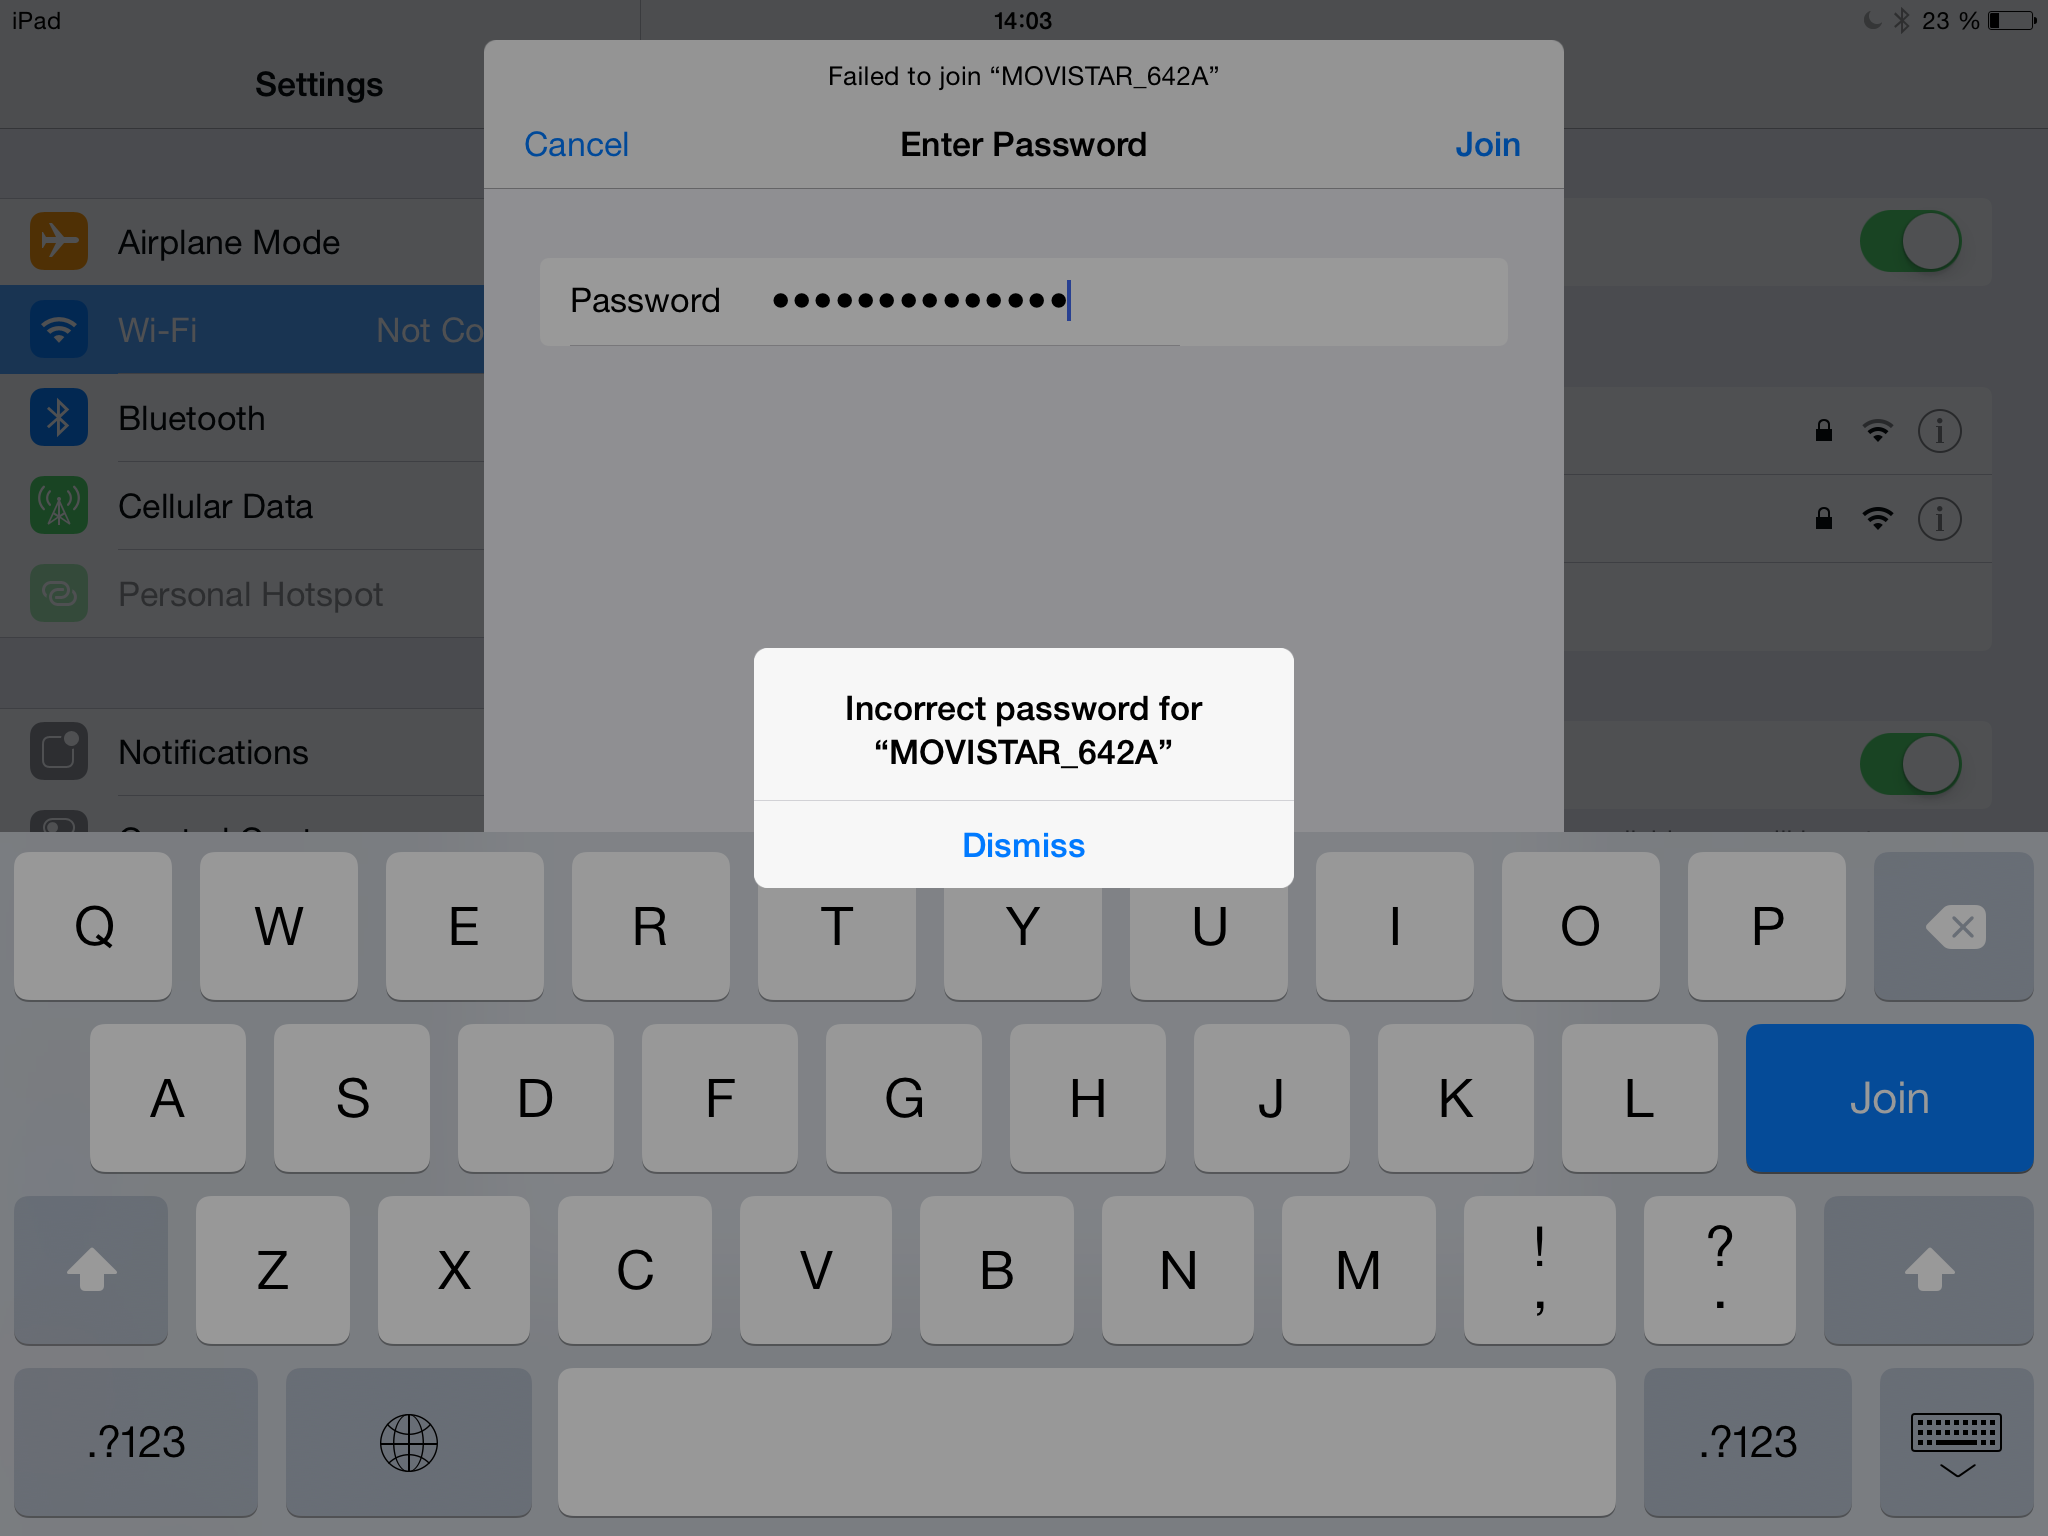 iPad
14:03
23 %
Settings
Failed to join “MOVISTAR_642A”
Cancel
Enter Password
Join
Airplane Mode
Password ••••••••••••••
Wi-Fi
Not Co
Bluetooth
Cellular Data
Personal Hotspot
Notifications
Incorrect password for
“MOVISTAR_642A”
Dismiss
Q W E R T Y U I O P
A S D F G H J K L Join
Z X C V B N M ! , ? .
.?123 .?123